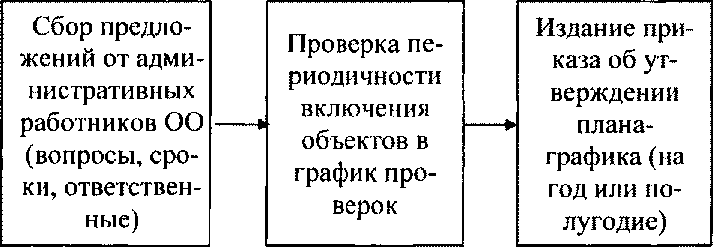 Сбор предло-
жений от адми-
нистративных
работников ОО
(вопросы, сро-
ки, ответствен-
ные)
Проверка пе-
риодичности
включения
объектов в
график про-
верок
Издание при-
каза об ут-
верждении
плана-
графика (на
год или по-
лугодие)